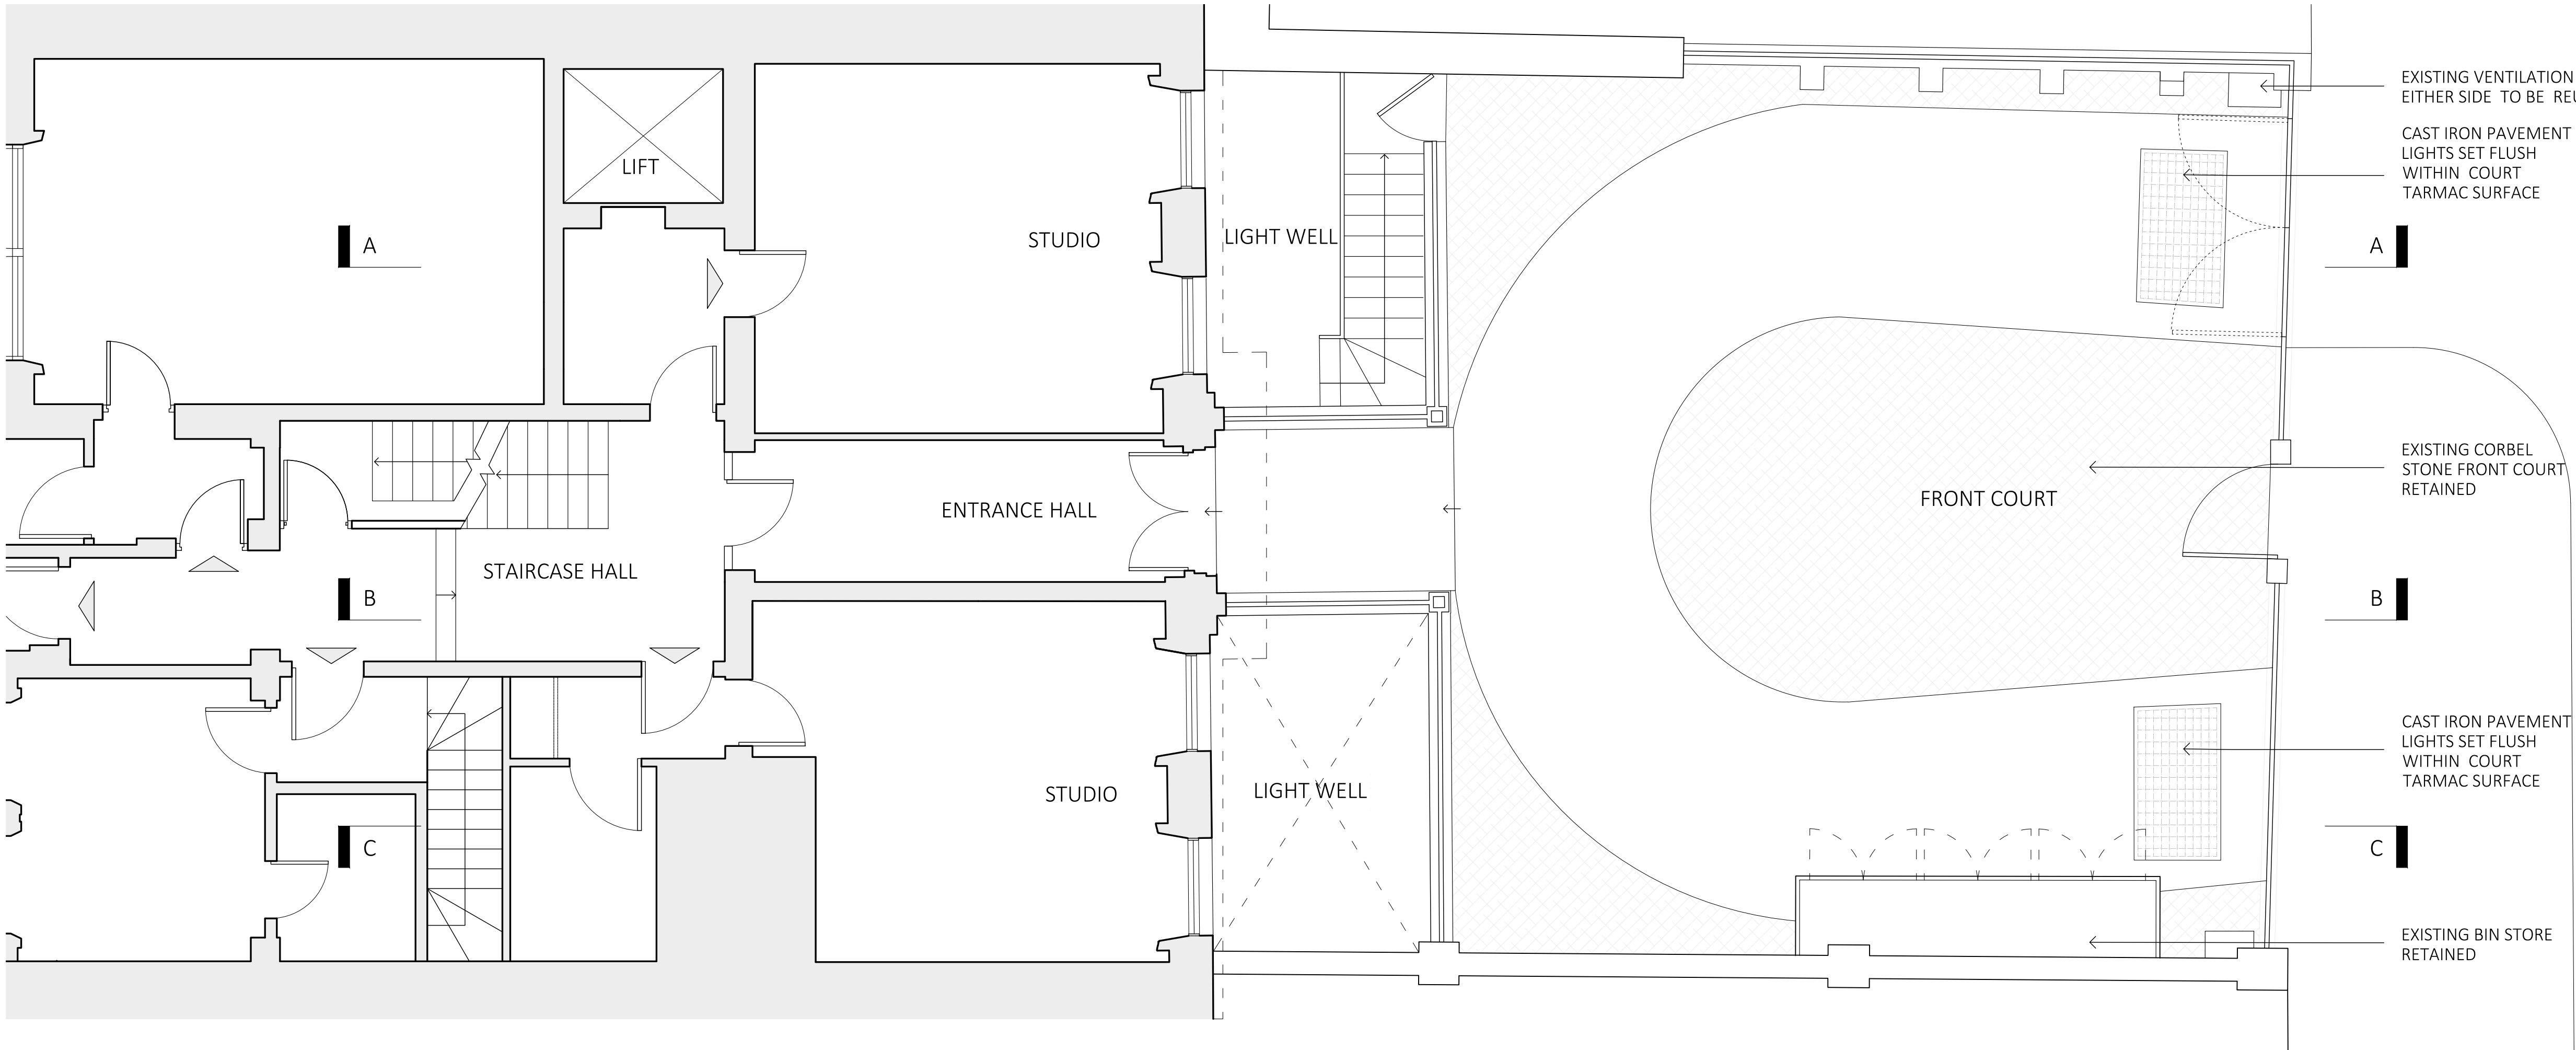 EXISTING VENTILATION
EITHER SIDE TO BE
CAST IRON PAVEMENT
LIGHTS SET FLUSH
WITHIN COURT
TARMAC SURFACE
LIFT
A
STUDIO
LIGHT WELL
A
EXISTING CORBEL
STONE FRONT COURT
RETAINED
FRONT COURT
ENTRANCE HALL
STAIRCASE HALL
B
B
CAST IRON PAVEMENT
LIGHTS SET FLUSH
WITHIN COURT
TARMAC SURFACE
STUDIO
LIGHT WELL
C
C
EXISTING BIN STORE
RETAINED